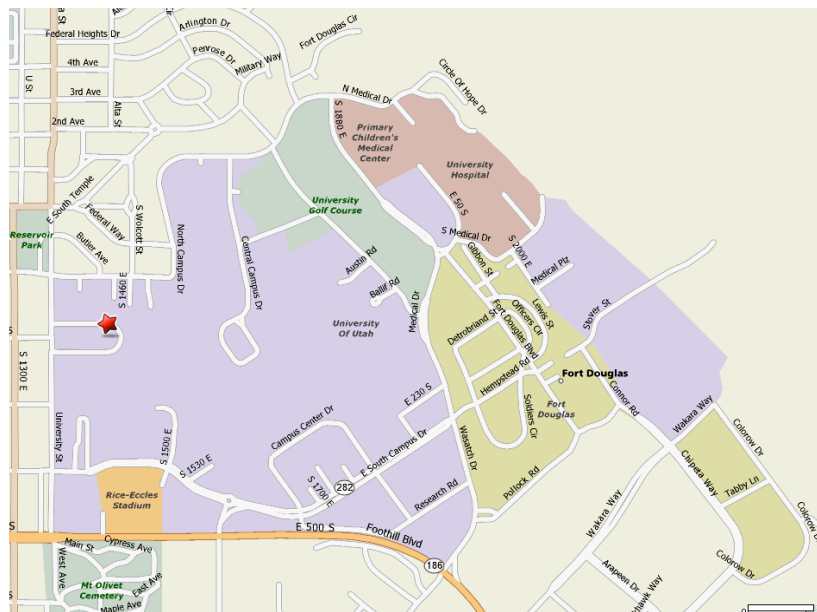 Federal Heights Dr
Arlington Dr
Fort Douglas Cir
Penrose Dr
Military Way
4th Ave
3rd Ave
2nd Ave
U St
Alta St
N Medical Dr
Circle Of Hope Dr
S 1880 E
Primary
Children's
Medical
Center
University
Hospital
E South Temple
Federal Way
Butler Ave
S Wolcott St
North Campus Dr
Central Campus Dr
University
Golf Course
Reservoir
Park
E 50 S
S Medical Dr
S 2000 E
Medical Plz
Gibbon St
Austin Rd
Ballif Rd
Medical Dr
S 1460 E
University
Of Utah
Officers Cir
Lewis St
Stover St
Detrobriand St
Fort Douglas Blvd
Hempstead Rd
Fort Douglas
Fort
Douglas
Soldiers Cir
Connor Rd
S 1300 E
University St
E 230 S
Campus Center Dr
E South Campus Dr
Wasatch Dr
S 1500 E
S 1530 E
S 1700 E
282
Research Rd
Pollock Rd
Wakara Way
Colorow Dr
Chipeta Way
Tabby Ln
Wakara Way
Colorow Dr
Colorow Dr
Arapeen Dr
Rice-Eccles
Stadium
E 500 S
Foothill Blvd
186
Main St
Cypress Ave
West Ave
East Ave
Maple Ave
Mt Olivet
Cemetery